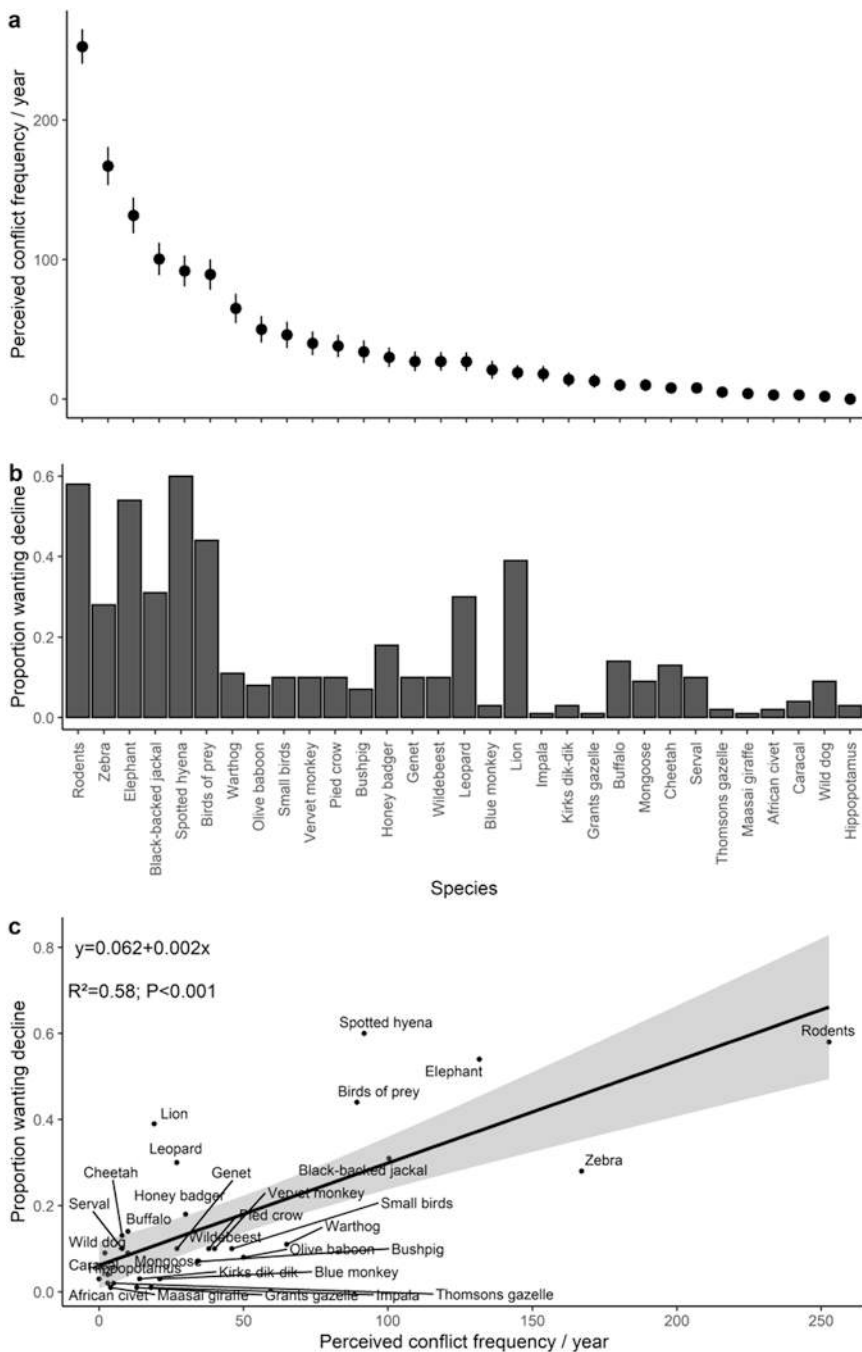 a
Perceived conflict frequency / year
200
100
0
b
Proportion wanting decline
0.6
0.4
0.2
0.0
Rodents
Zebra
Elephant
Black-backed jackal
Spotted hyena
Birds of prey
Warthog
Olive baboon
Small birds
Vervet monkey
Pied crow
Bushpig
Honey badger
Genet
Wildebeest
Leopard
Blue monkey
Lion
Impala
Kirks dik-dik
Grants gazelle
Buffalo
Mongoose
Cheetah
Serval
Thomsons gazelle
Maasai giraffe
African civet
Caracal
Wild dog
Hippopotamus
Species
c
Proportion wanting decline
0.8
0.6
0.4
0.2
0.0
y=0.062+0.002x
R²=0.58; P<0.001
Spotted hyena
Rodents
Elephant
Birds of prey
Lion
Leopard
Zebra
Cheetah
Genet
Black-backed jackal
Serval
Honey badger
Vervet monkey
Small birds
Buffalo
Pied crow
Warthog
Wild dog
Wildebeest
Olive baboon
Bushpig
Caracal
Hippopotamus
Mongoose
Kirks dik-dik
Blue monkey
African civet
Maasai giraffe
Grants gazelle
Impala
Thomsons gazelle
0 50 100 150 200 250
Perceived conflict frequency / year